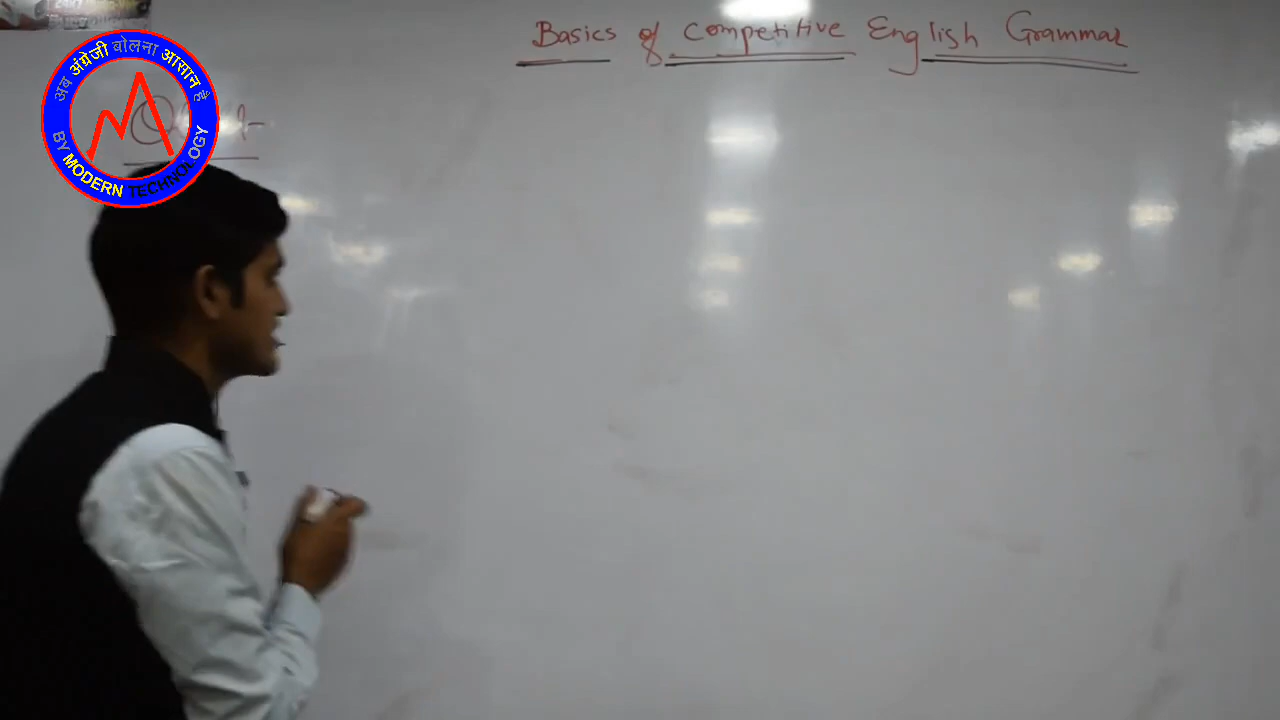 Basics of Competitive English Grammar
अब अंग्रेजी बोलना आसान है
BY MODERN TECHNOLOGY